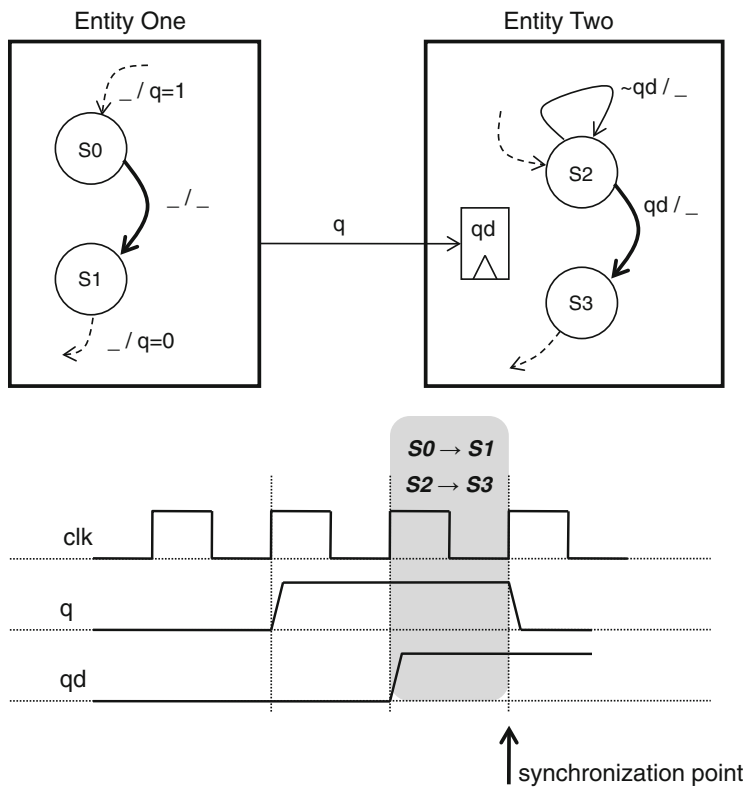 Entity One
Entity Two
_ / q=1
S0
_ / _
S1
_ / q=0
q
qd
~qd / _
S2
qd / _
S3
S0 → S1
S2 → S3
clk
q
qd
synchronization point